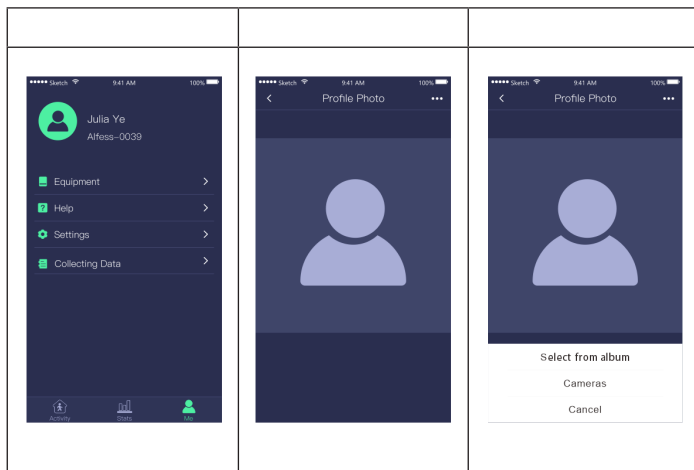 Sketch 9:41 AM 100%
Julia Ye
Alfess-0039
Equipment
? Help
Settings
Collecting Data
Activity Stats Me
Sketch 9:41 AM 100%
Profile Photo
Sketch 9:41 AM 100%
Profile Photo
Select from album
Cameras
Cancel